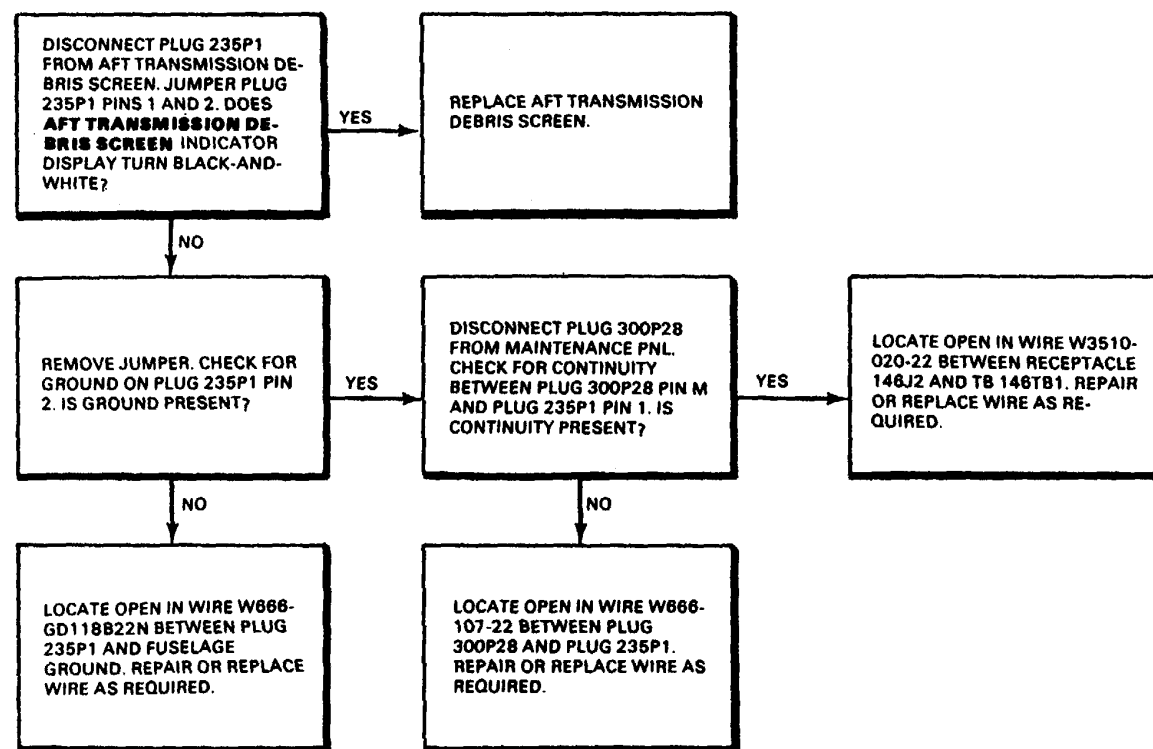 DISCONNECT PLUG 235P1
FROM AFT TRANSMISSION DE-
BRIS SCREEN. JUMPER PLUG
235P1 PINS 1 AND 2. DOES
AFT TRANSMISSION DE-
BRIS SCREEN INDICATOR
DISPLAY TURN BLACK-AND-
WHITE?
YES
REPLACE AFT TRANSMISSION
DEBRIS SCREEN.
NO
REMOVE JUMPER. CHECK FOR
GROUND ON PLUG 235P1 PIN
2. IS GROUND PRESENT?
YES
DISCONNECT PLUG 300P28
FROM MAINTENANCE PNL.
CHECK FOR CONTINUITY
BETWEEN PLUG 300P28 PIN M
AND PLUG 235P1 PIN 1. IS
CONTINUITY PRESENT?
YES
LOCATE OPEN IN WIRE W3510-
020-22 BETWEEN RECEPTACLE
146J2 AND TB 146TB1. REPAIR
OR REPLACE WIRE AS RE-
QUIRED.
NO
LOCATE OPEN IN WIRE W666-
GD118B22N BETWEEN PLUG
235P1 AND FUSELAGE
GROUND. REPAIR OR REPLACE
WIRE AS REQUIRED.
NO
LOCATE OPEN IN WIRE W666-
107-22 BETWEEN PLUG
300P28 AND PLUG 235P1.
REPAIR OR REPLACE WIRE AS
REQUIRED.